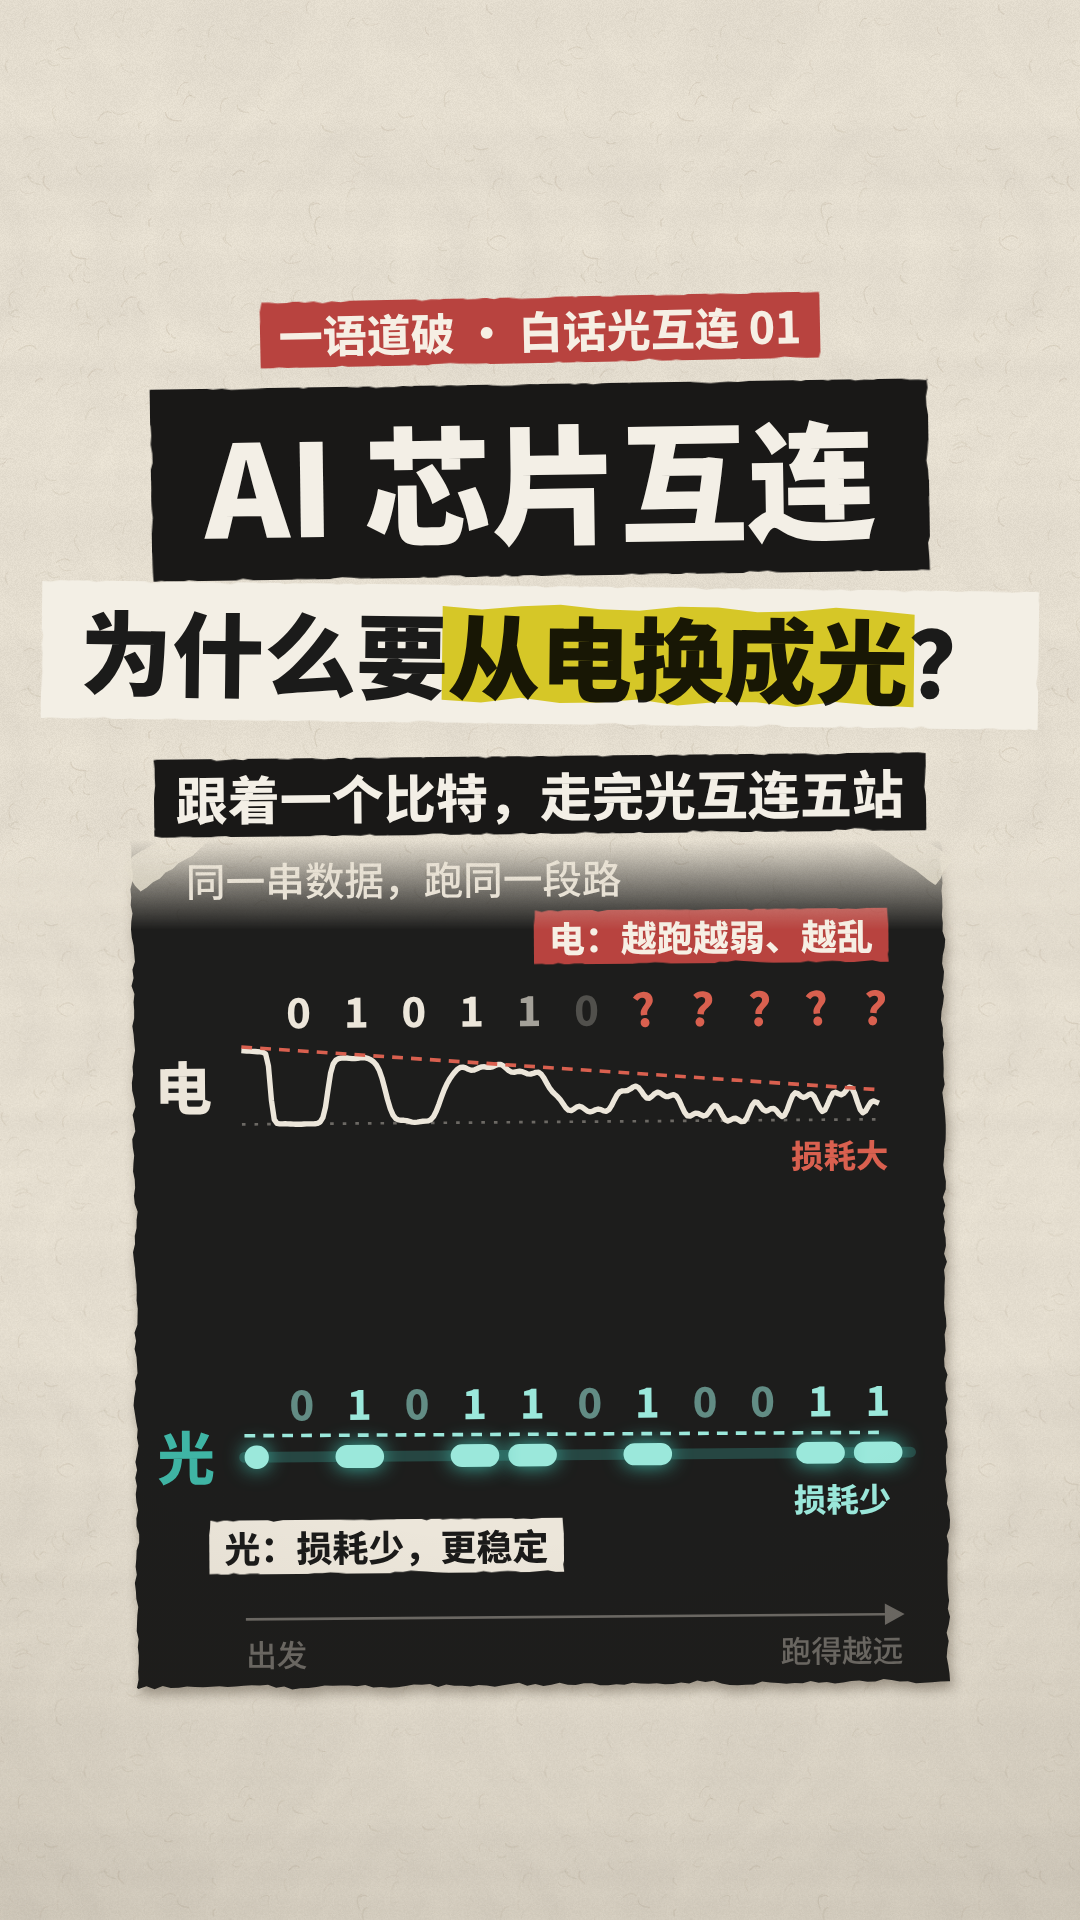 一语道破 · 白话光互连 01
AI 芯片互连
为什么要从电换成光？
跟着一个比特，走完光互连五站
同一串数据，跑同一段路
电：越跑越弱、越乱
0 1 0 1 1 0 ? ? ? ? ?
电
损耗大
0 1 0 1 1 0 1 0 0 1 1
光
损耗少
光：损耗少，更稳定
出发
跑得越远